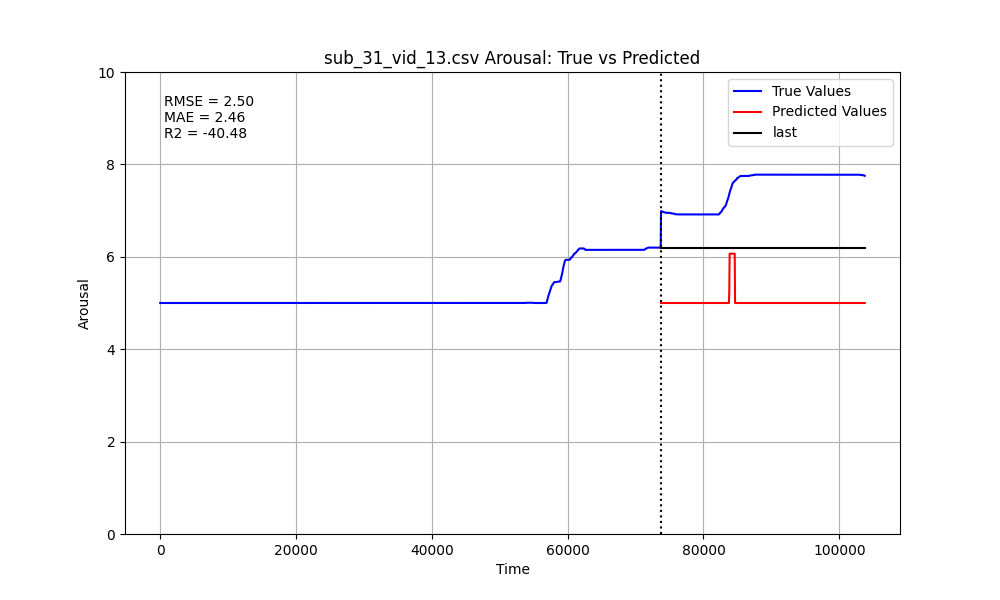 sub_31_vid_13.csv Arousal: True vs Predicted
RMSE = 2.50
MAE = 2.46
R2 = -40.48
True Values
Predicted Values
last
10
8
6
4
2
0
Arousal
0
20000
40000
60000
80000
100000
Time